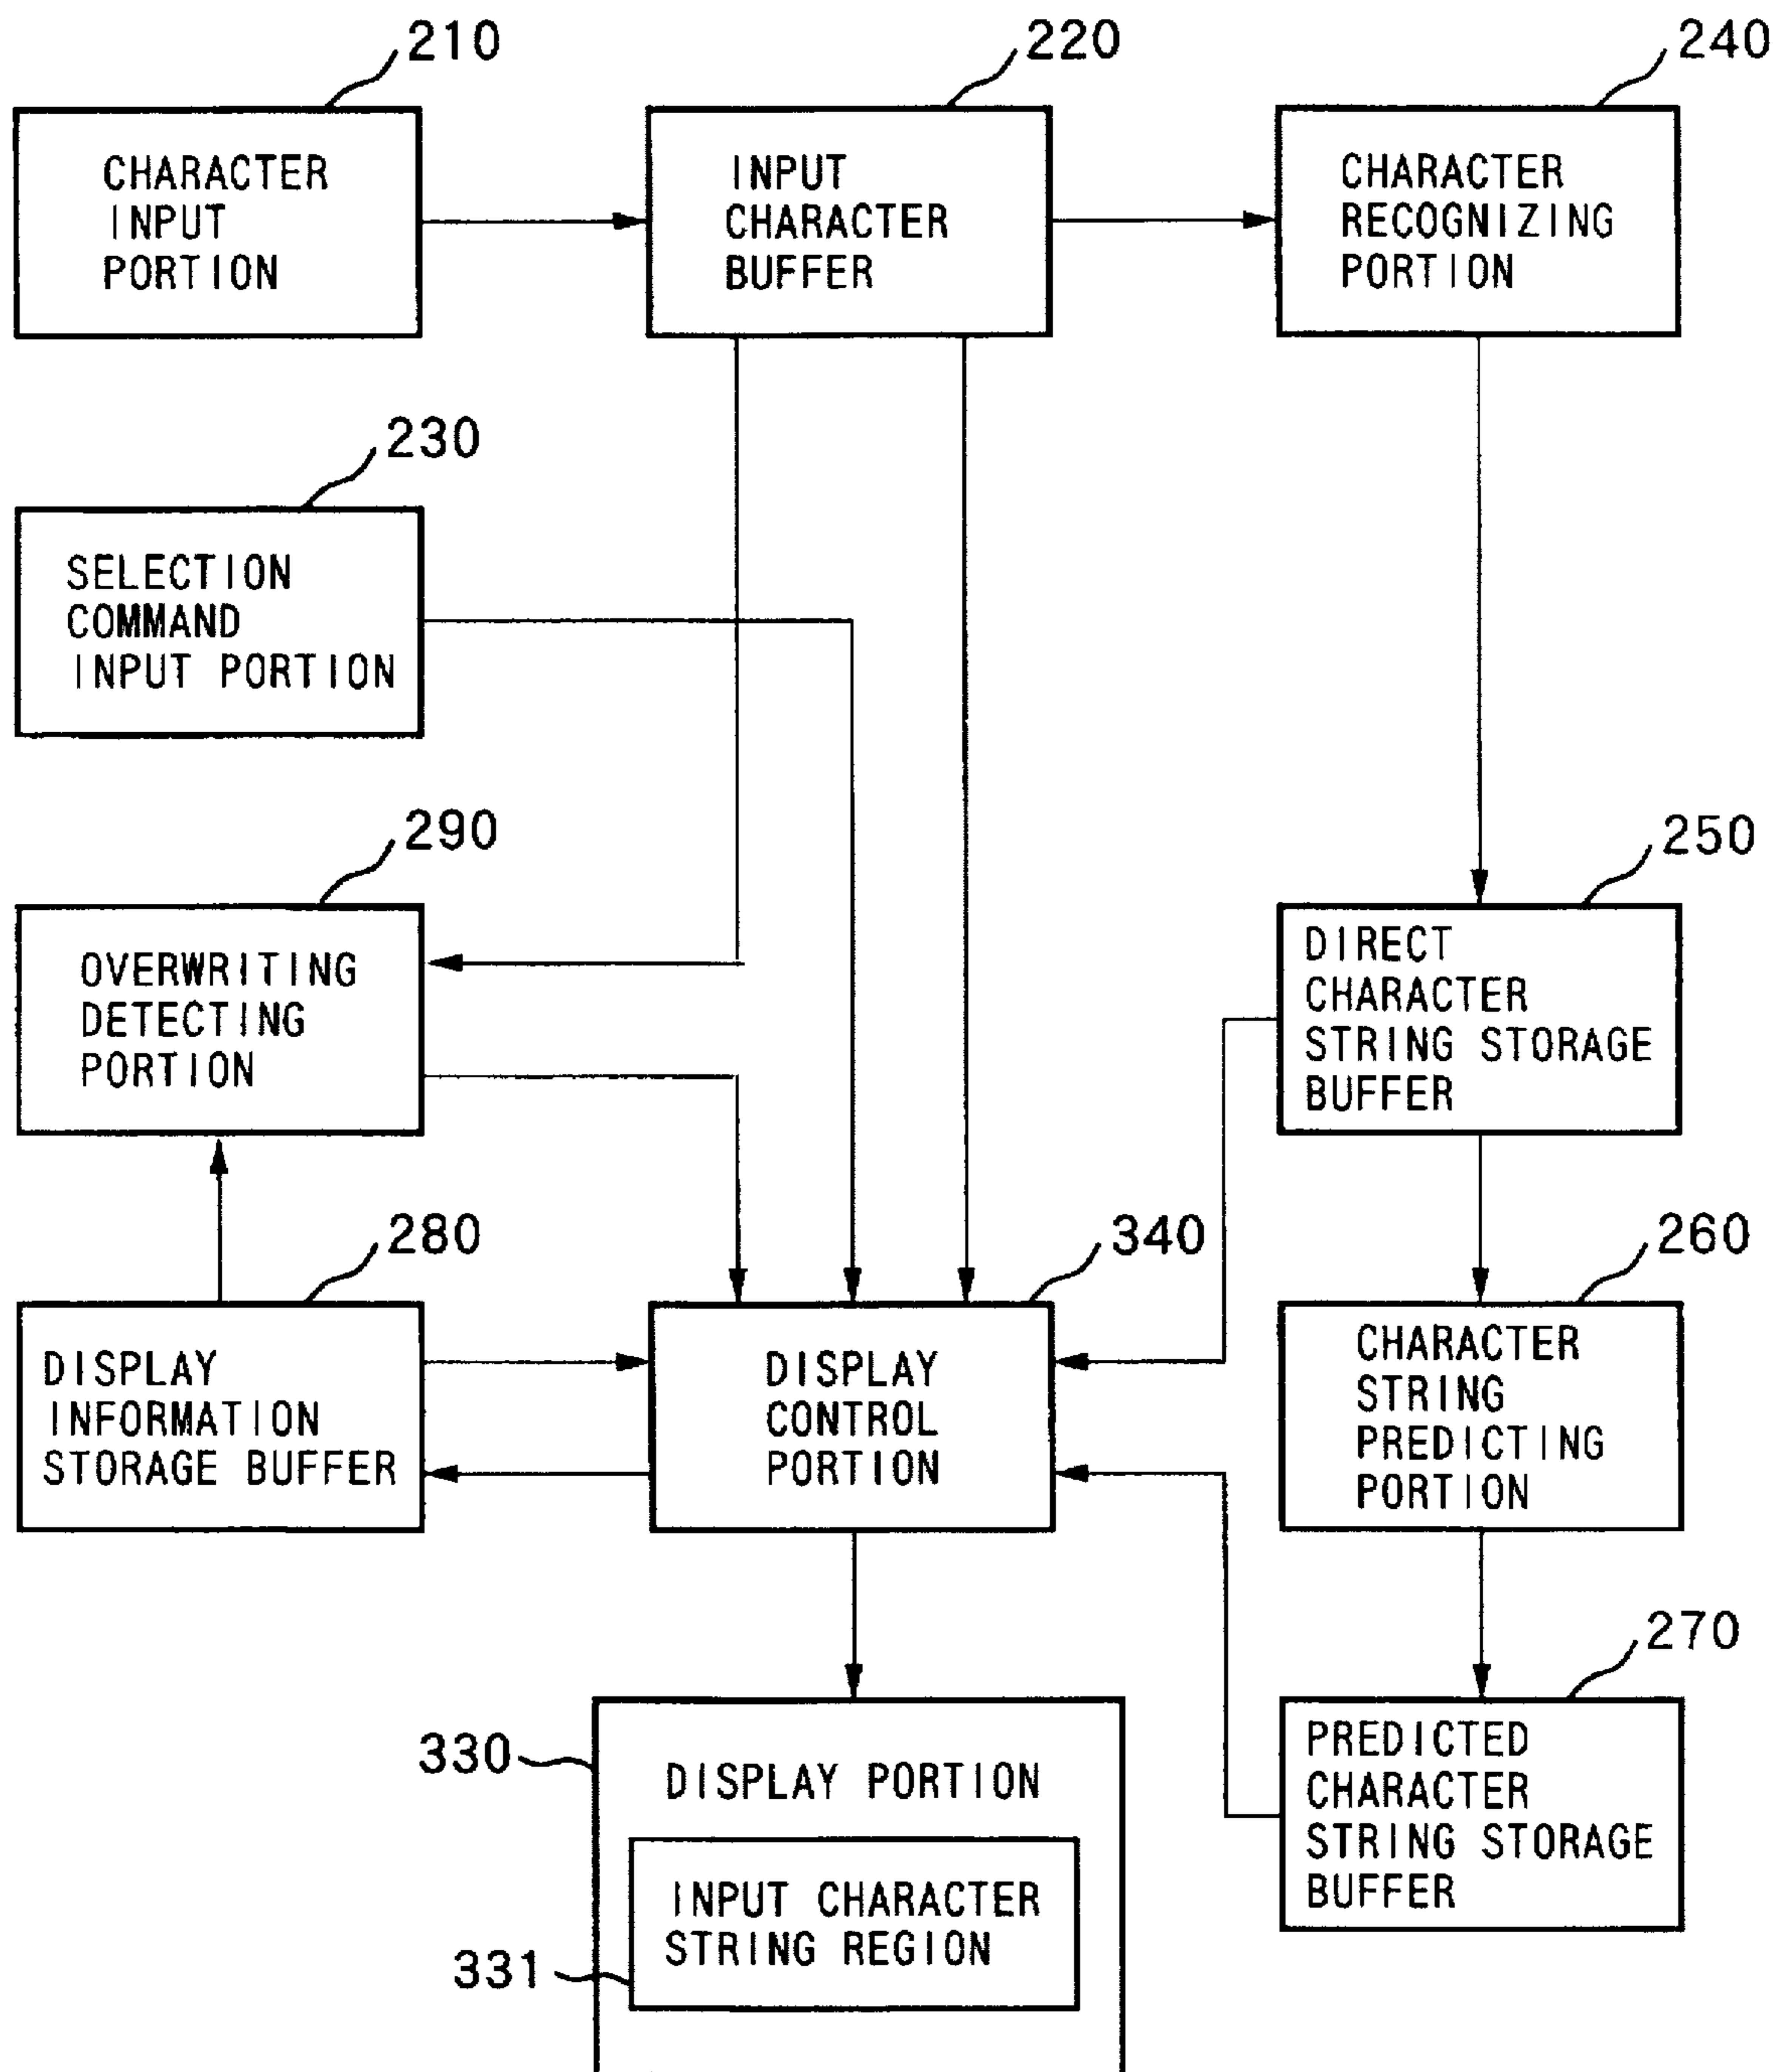 210
220
240
CHARACTER
INPUT
PORTION
INPUT
CHARACTER
BUFFER
CHARACTER
RECOGNIZING
PORTION
230
SELECTION
COMMAND
INPUT PORTION
290
250
OVERWRITING
DETECTING
PORTION
DIRECT
CHARACTER
STRING STORAGE
BUFFER
280
340
260
DISPLAY
INFORMATION
STORAGE BUFFER
DISPLAY
CONTROL
PORTION
CHARACTER
STRING
PREDICTING
PORTION
270
330
DISPLAY PORTION
PREDICTED
CHARACTER
STRING STORAGE
BUFFER
INPUT CHARACTER
STRING REGION
331